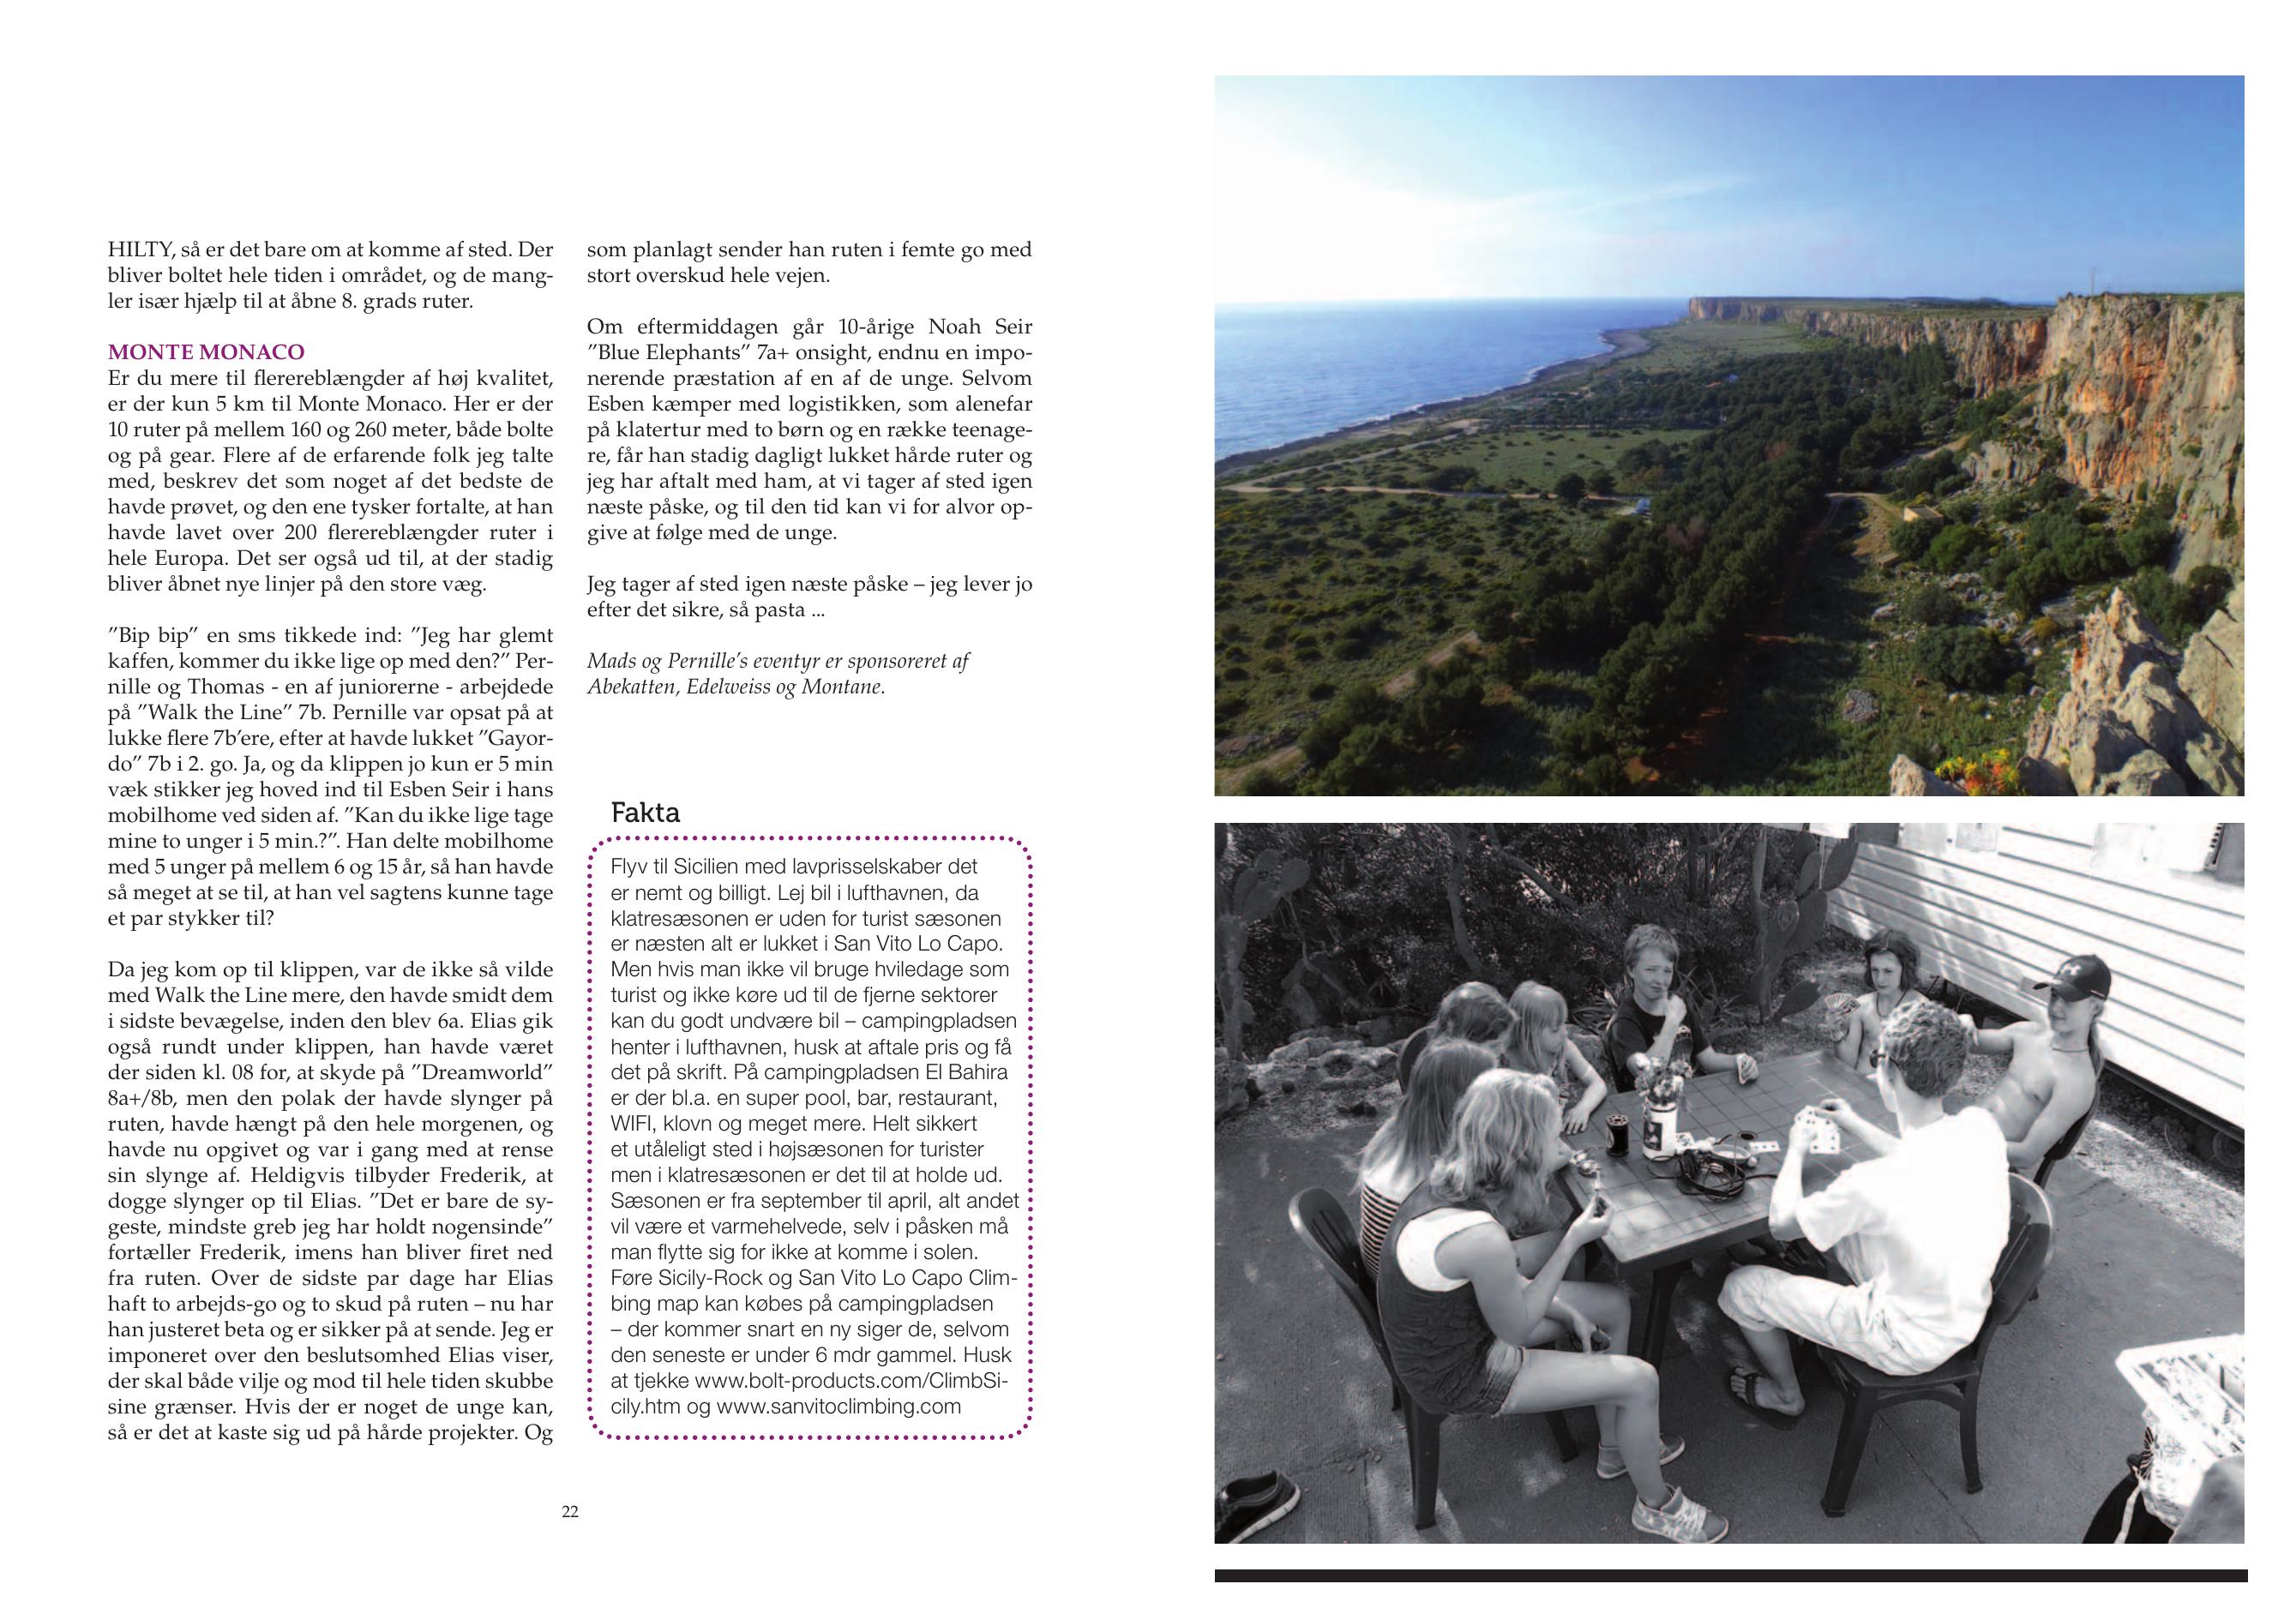 HILTY, så er det bare om at komme af sted. Der
bliver boltet hele tiden i området, og de mang-
ler især hjælp til at åbne 8. grads ruter.
MONTE MONACO
Er du mere til flerereblængder af høj kvalitet,
er der kun 5 km til Monte Monaco. Her er der
10 ruter på mellem 160 og 260 meter, både bolte
og på gear. Flere af de erfarende folk jeg talte
med, beskrev det som noget af det bedste de
havde prøvet, og den ene tysker fortalte, at han
havde lavet over 200 flerereblængder ruter i
hele Europa. Det ser også ud til, at der stadig
bliver åbnet nye linjer på den store væg.
”Bip bip” en sms tikkede ind: ”Jeg har glemt
kaffen, kommer du ikke lige op med den?” Per-
nille og Thomas - en af juniorerne - arbejdede
på ”Walk the Line” 7b. Pernille var opsat på at
lukke flere 7b’ere, efter at havde lukket ”Gayor-
do” 7b i 2. go. Ja, og da klippen jo kun er 5 min
væk stikker jeg hoved ind til Esben Seir i hans
mobilhome ved siden af. ”Kan du ikke lige tage
mine to unger i 5 min.?”. Han delte mobilhome
med 5 unger på mellem 6 og 15 år, så han havde
så meget at se til, at han vel sagtens kunne tage
et par stykker til?
Da jeg kom op til klippen, var de ikke så vilde
med Walk the Line mere, den havde smidt dem
i sidste bevægelse, inden den blev 6a. Elias gik
også rundt under klippen, han havde været
der siden kl. 08 for, at skyde på ”Dreamworld”
8a+/8b, men den polak der havde slynger på
ruten, havde hængt på den hele morgenen, og
havde nu opgivet og var i gang med at rense
sin slynge af. Heldigvis tilbyder Frederik, at
dogge slynger op til Elias. ”Det er bare de sy-
geste, mindste greb jeg har holdt nogensinde”
fortæller Frederik, imens han bliver firet ned
fra ruten. Over de sidste par dage har Elias
haft to arbejds-go og to skud på ruten – nu har
han justeret beta og er sikker på at sende. Jeg er
imponeret over den beslutsomhed Elias viser,
der skal både vilje og mod til hele tiden skubbe
sine grænser. Hvis der er noget de unge kan,
så er det at kaste sig ud på hårde projekter. Og
som planlagt sender han ruten i femte go med
stort overskud hele vejen.
Om eftermiddagen går 10-årige Noah Seir
”Blue Elephants” 7a+ onsight, endnu en impo-
nerende præstation af en af de unge. Selvom
Esben kæmper med logistikken, som alenefar
på klatertur med to børn og en række teenage-
re, får han stadig dagligt lukket hårde ruter og
jeg har aftalt med ham, at vi tager af sted igen
næste påske, og til den tid kan vi for alvor op-
give at følge med de unge.
Jeg tager af sted igen næste påske – jeg lever jo
efter det sikre, så pasta ...
Mads og Pernille’s eventyr er sponsoreret af
Abekatten, Edelweiss og Montane.
Fakta
Flyv til Sicilien med lavprisselskaber det
er nemt og billigt. Lej bil i lufthavnen, da
klatresæsonen er uden for turist sæsonen
er næsten alt er lukket i San Vito Lo Capo.
Men hvis man ikke vil bruge hviledage som
turist og ikke køre ud til de fjerne sektorer
kan du godt undvære bil – campingpladsen
henter i lufthavnen, husk at aftale pris og få
det på skrift. På campingpladsen El Bahira
er der bl.a. en super pool, bar, restaurant,
WIFI, klovn og meget mere. Helt sikkert
et utåleligt sted i højsæsonen for turister
men i klatresæsonen er det til at holde ud.
Sæsonen er fra september til april, alt andet
vil være et varmehelvede, selv i påsken må
man flytte sig for ikke at komme i solen.
Føre Sicily-Rock og San Vito Lo Capo Clim-
bing map kan købes på campingpladsen
– der kommer snart en ny siger de, selvom
den seneste er under 6 mdr gammel. Husk
at tjekke www.bolt-products.com/ClimbSi-
cily.htm og www.sanvitoclimbing.com
22